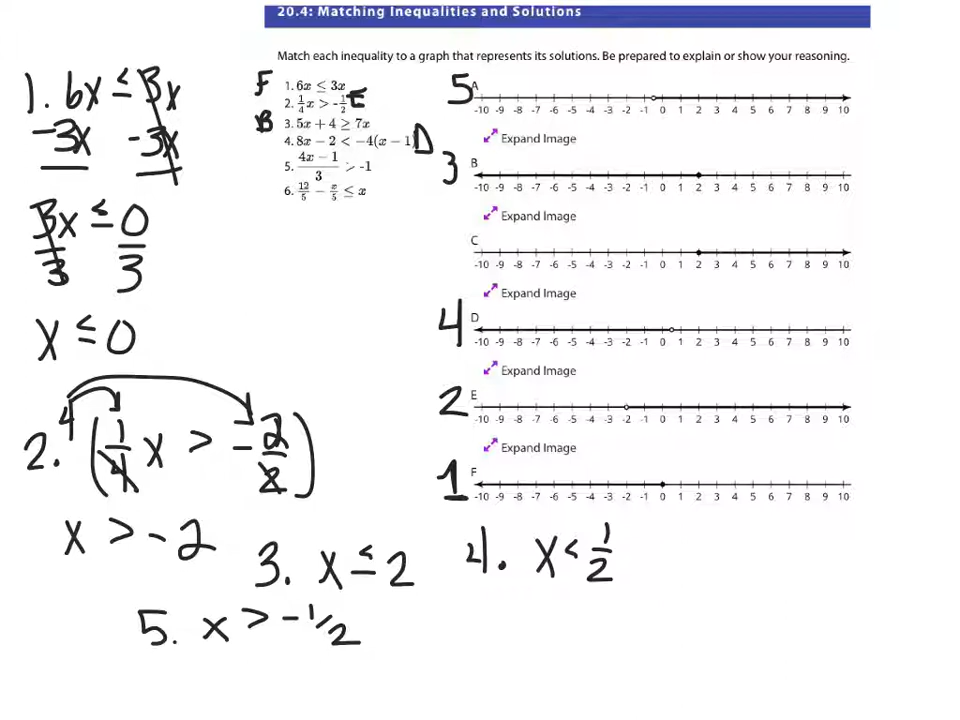 20.4: Matching Inequalities and Solutions
Match each inequality to a graph that represents its solutions. Be prepared to explain or show your reasoning.
F 1. 6x ≤ 3x
2. 1/4 x > -1/2 E
B 3. 5x + 4 ≥ 7x
4. 8x − 2 < −4(x − 1) D
5. (4x − 1)/3 > -1
6. 12/5 − x/5 ≤ x
5 A
-10 -9 -8 -7 -6 -5 -4 -3 -2 -1 0 1 2 3 4 5 6 7 8 9 10
Expand Image
3 B
-10 -9 -8 -7 -6 -5 -4 -3 -2 -1 0 1 2 3 4 5 6 7 8 9 10
Expand Image
C
-10 -9 -8 -7 -6 -5 -4 -3 -2 -1 0 1 2 3 4 5 6 7 8 9 10
Expand Image
4 D
-10 -9 -8 -7 -6 -5 -4 -3 -2 -1 0 1 2 3 4 5 6 7 8 9 10
Expand Image
2 E
-10 -9 -8 -7 -6 -5 -4 -3 -2 -1 0 1 2 3 4 5 6 7 8 9 10
Expand Image
1 F
-10 -9 -8 -7 -6 -5 -4 -3 -2 -1 0 1 2 3 4 5 6 7 8 9 10
1. 6x ≤ 3x
-3x -3x
3x ≤ 0
3 3
x ≤ 0
2. 4(1/4 x > -2/2)
x > -2
3. x ≤ 2
4. x < 1/2
5. x > -1/2